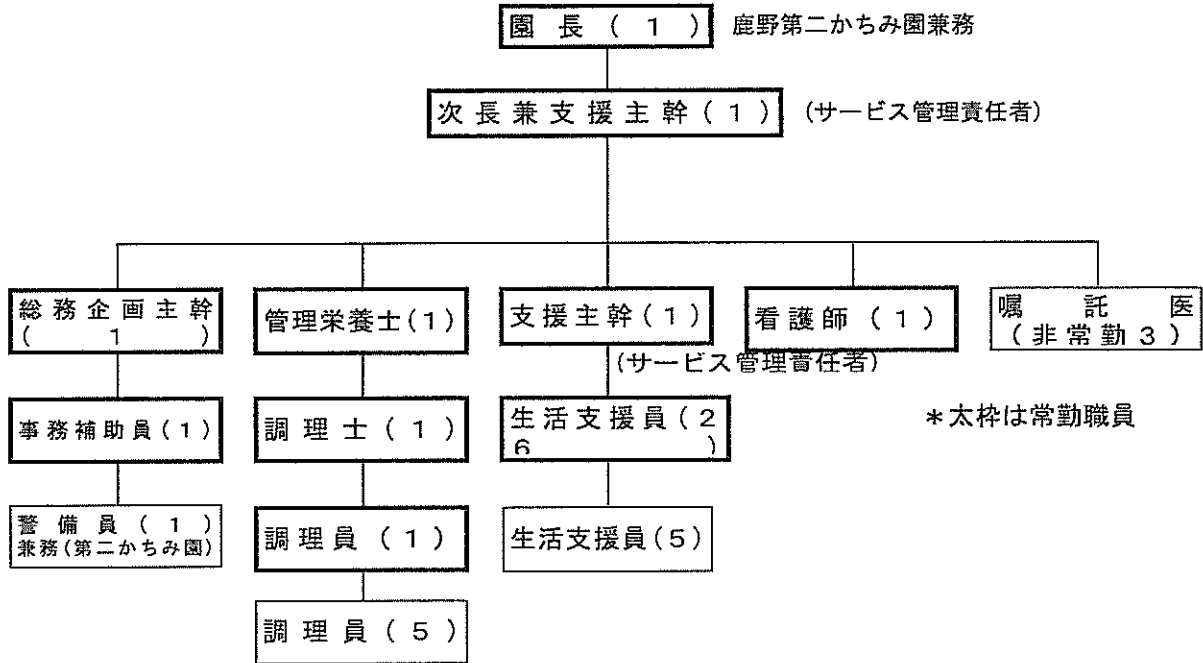 園長(1) 鹿野第二かちみ園兼務
次長兼支援主幹(1) (サービス管理責任者)
総務企画主幹
(1)
管理栄養士(1)
支援主幹(1)
看護師(1)
嘱託医
(非常勤3)
(サービス管理責任者)
事務補助員(1)
調理士(1)
生活支援員(2
6)
*太枠は常勤職員
警備員(1)
兼務(第二かちみ園)
調理員(1)
生活支援員(5)
調理員(5)